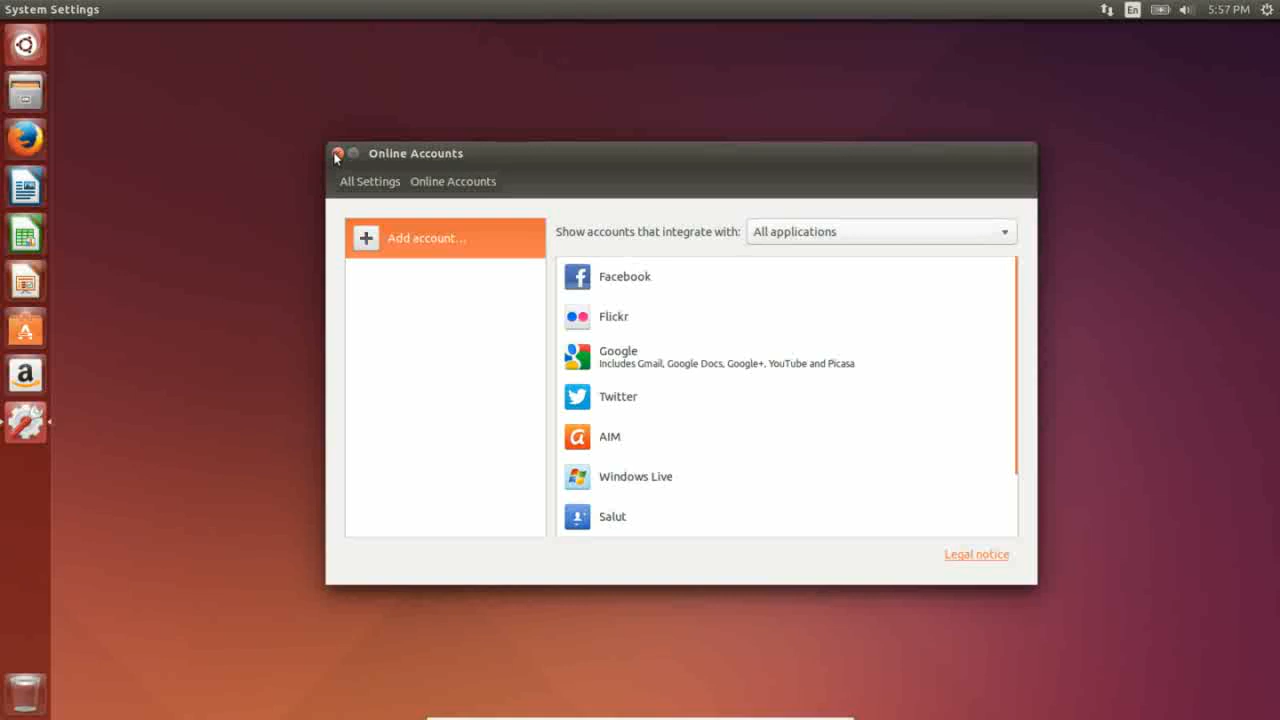 System Settings
En
5:57 PM
Online Accounts
All Settings Online Accounts
Add account...
Show accounts that integrate with: All applications
Facebook
Flickr
Google
Includes Gmail, Google Docs, Google+, YouTube and Picasa
Twitter
AIM
Windows Live
Salut
Legal notice